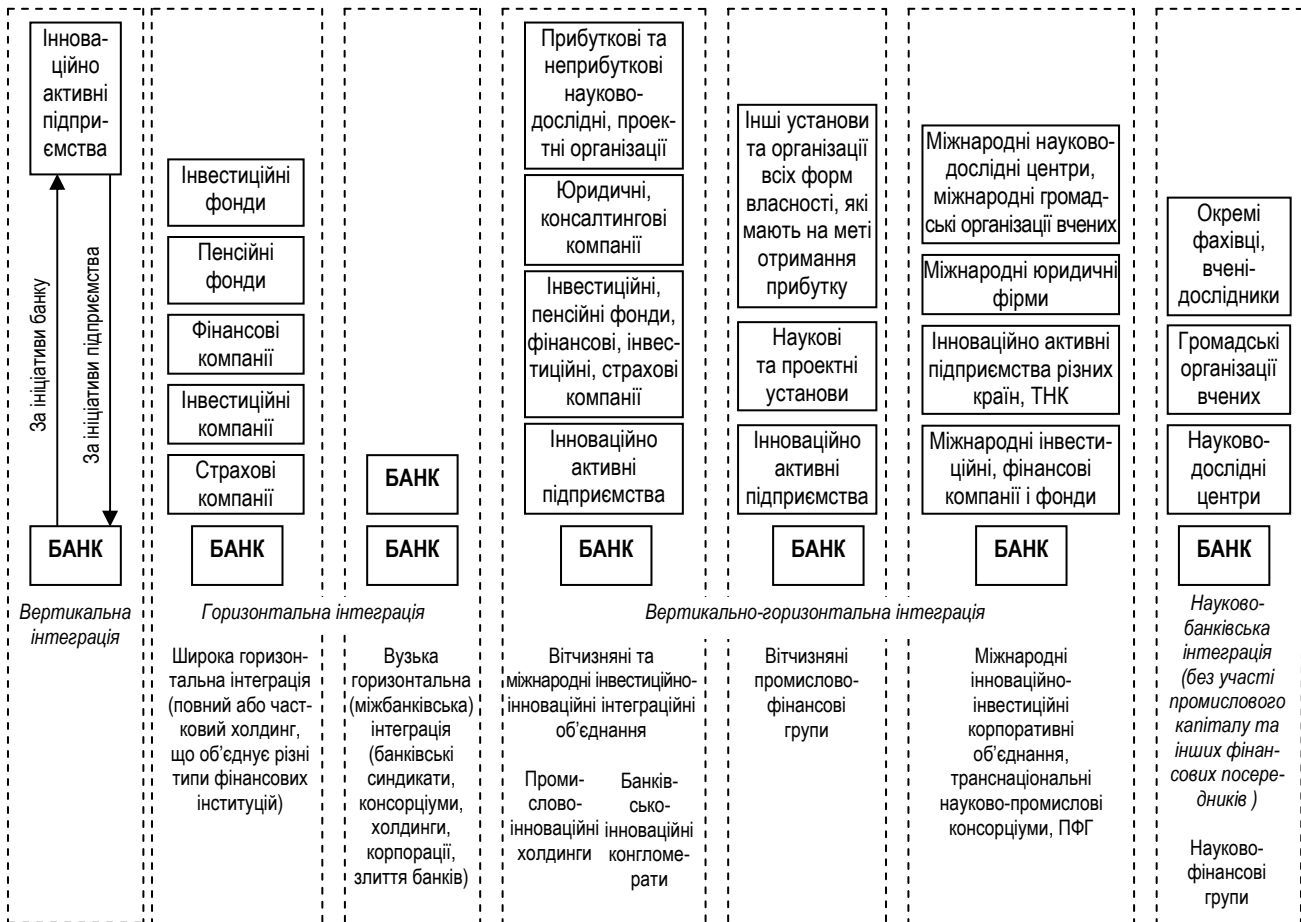 Іннова-
ційно
активні
підпри-
ємства
За ініціативи банку
За ініціативи підприємства
БАНК
Вертикальна
інтеграція
Інвестиційні
фонди
Пенсійні
фонди
Фінансові
компанії
Інвестиційні
компанії
Страхові
компанії
БАНК
Горизонтальна інтеграція
Широка горизон-
тальна інтеграція
(повний або част-
ковий холдинг,
що об’єднує різні
типи фінансових
інституцій)
БАНК
БАНК
Вузька
горизонтальна
(міжбанківська)
інтеграція
(банківські
синдикати,
консорціуми,
холдинги,
корпорації,
злиття банків)
Прибуткові та
неприбуткові
науково-
дослідні, проек-
тні організації
Юридичні,
консалтингові
компанії
Інвестиційні,
пенсійні фонди,
фінансові, інвес-
тиційні, страхові
компанії
Інноваційно
активні
підприємства
БАНК
Вертикально-горизонтальна інтеграція
Вітчизняні та
міжнародні інвестиційно-
інноваційні інтеграційні
об’єднання
Проми-
слово-
інноваційні
холдинги
Банків-
сько-
інноваційні
конгломе-
рати
Інші установи
та організації
всіх форм
власності, які
мають на меті
отримання
прибутку
Наукові
та проектні
установи
Інноваційно
активні
підприємства
БАНК
Вітчизняні
промислово-
фінансові
групи
Міжнародні науково-
дослідні центри,
міжнародні громад-
ські організації вчених
Міжнародні юридичні
фірми
Інноваційно активні
підприємства різних
країн, ТНК
Міжнародні інвести-
ційні, фінансові
компанії і фонди
БАНК
Міжнародні
інноваційно-
інвестиційні
корпоративні
об’єднання,
транснаціональні
науково-промислові
консорціуми, ПФГ
Окремі
фахівці,
вчені-
дослідники
Громадські
організації
вчених
Науково-
дослідні
центри
БАНК
Науково-
банківська
інтеграція
(без участі
промислового
капіталу та
інших фінан-
сових посере-
дників )
Науково-
фінансові
групи